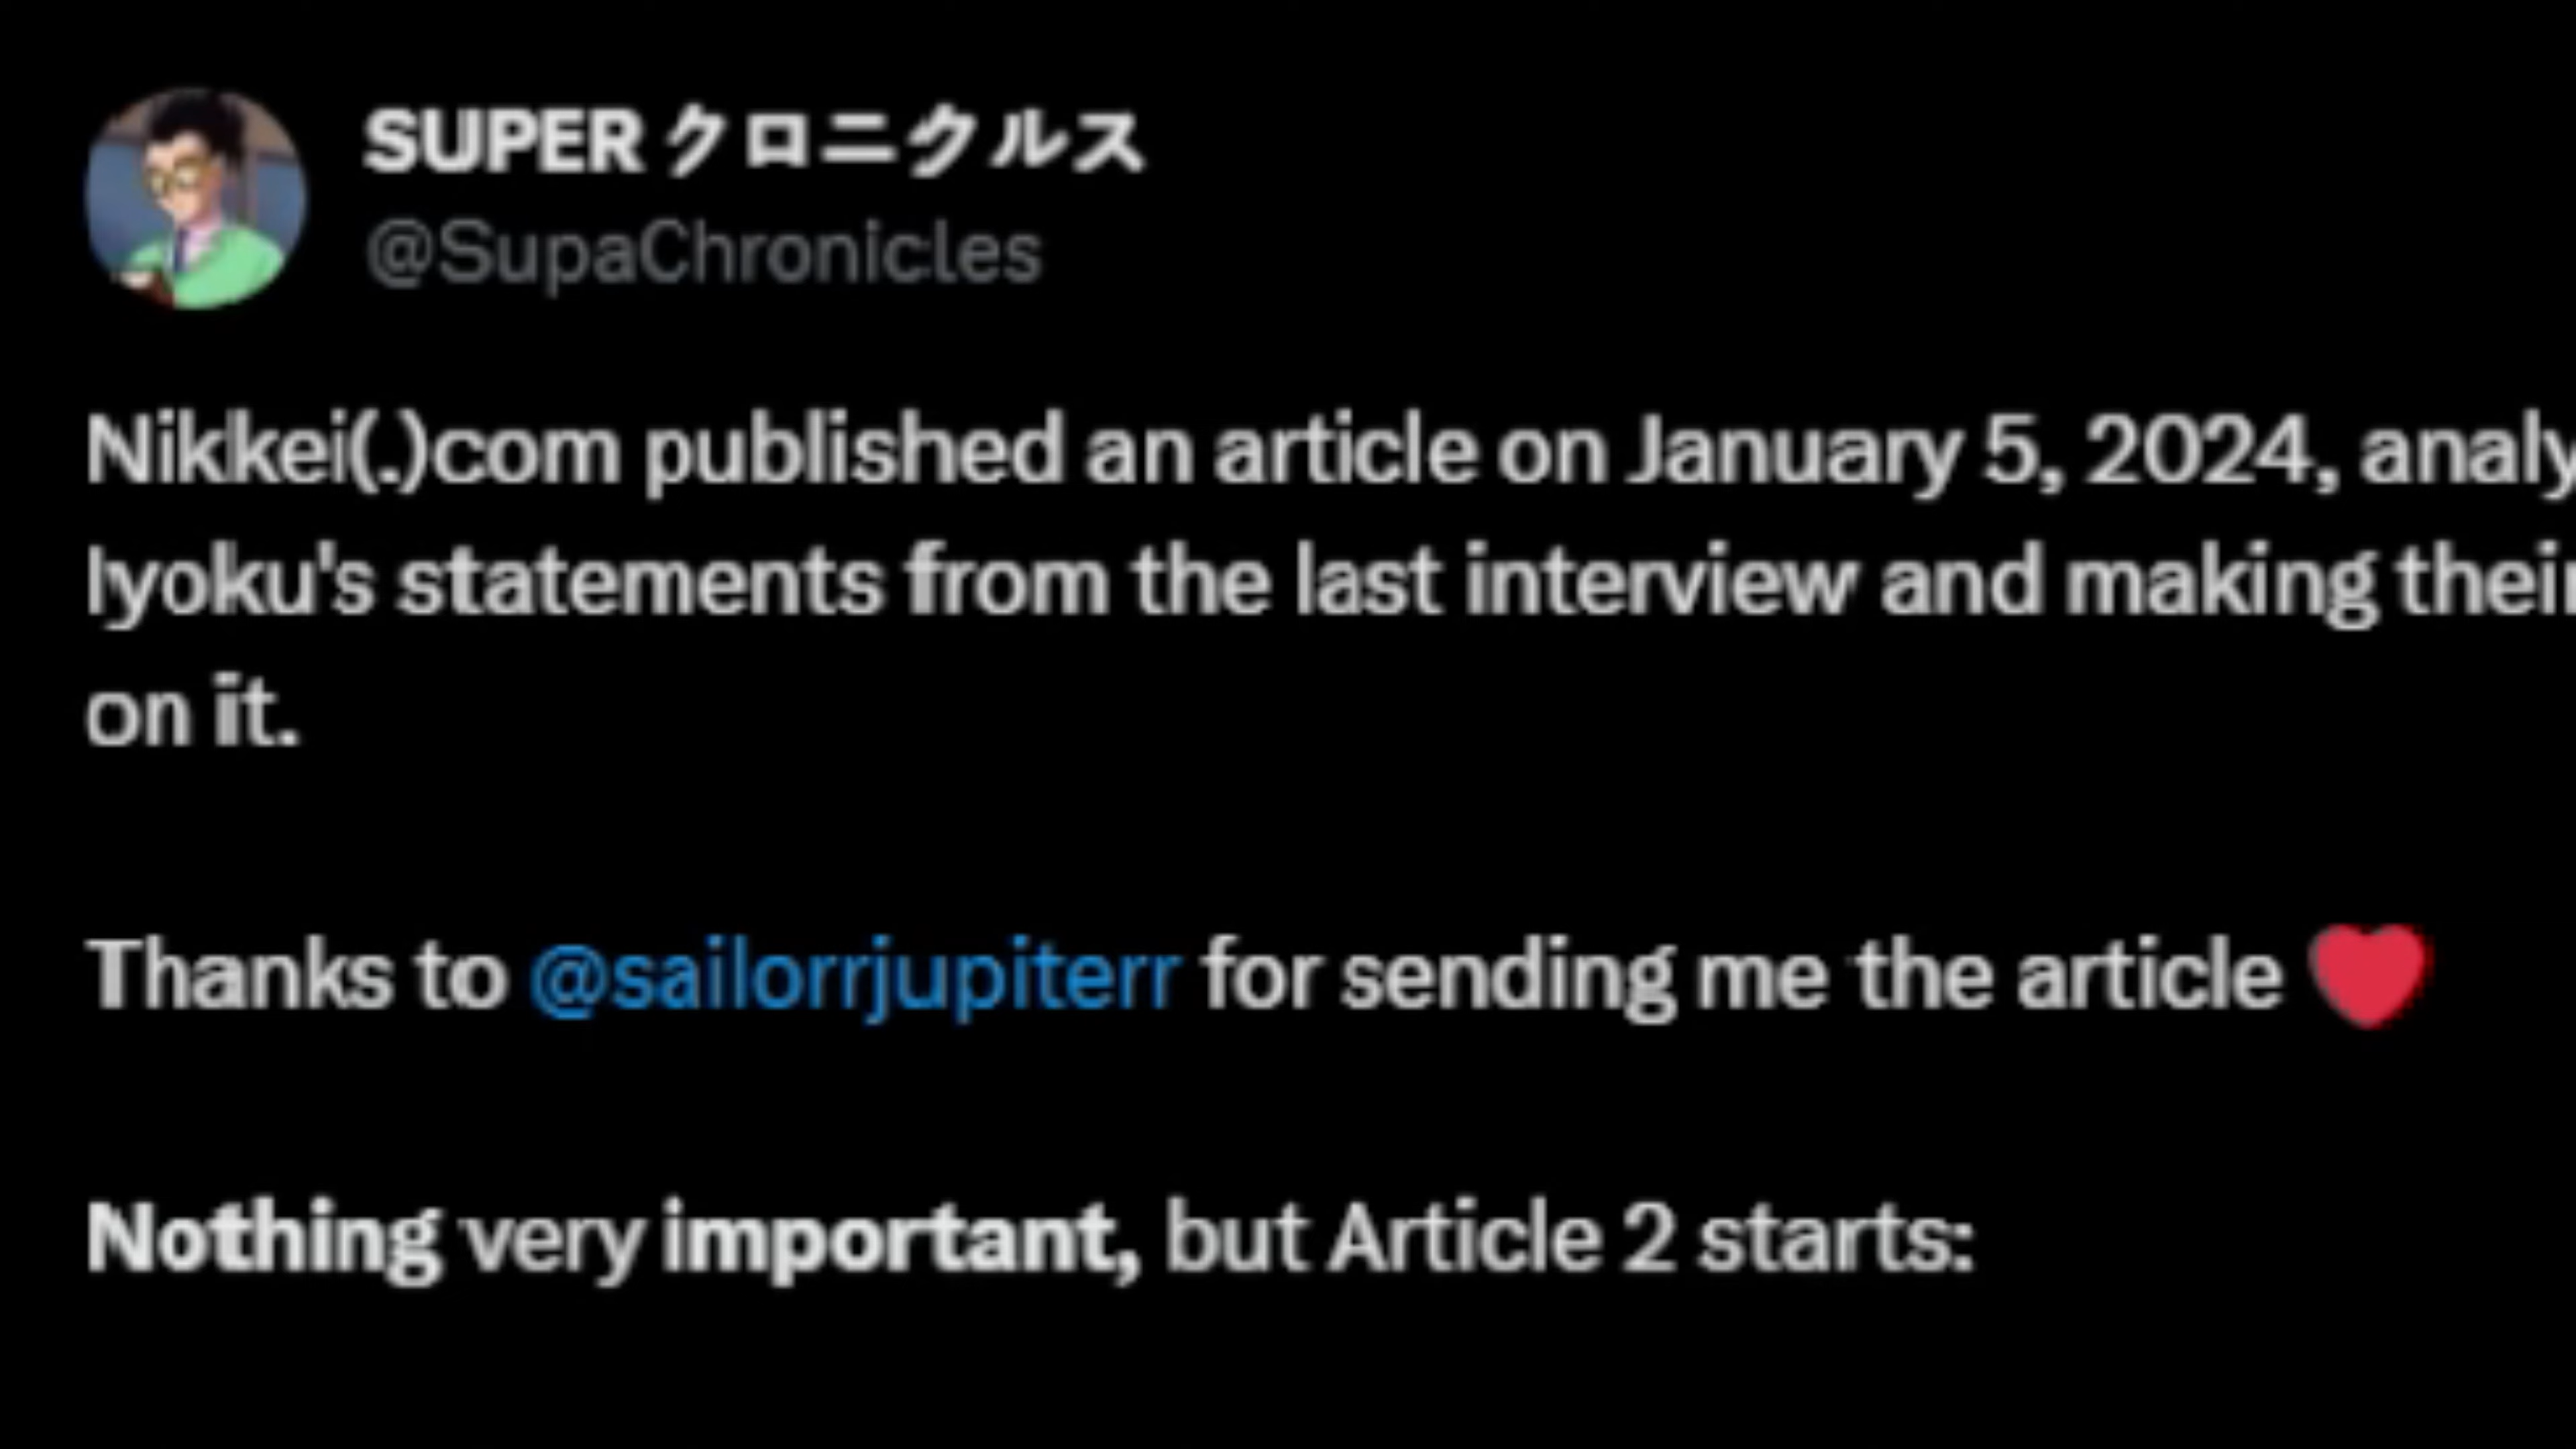 SUPER クロニクルス
@SupaChronicles
Nikkei(.)com published an article on January 5, 2024, analy
Iyoku's statements from the last interview and making their
on it.
Thanks to @sailorrjupiterr for sending me the article ❤
Nothing very important, but Article 2 starts: